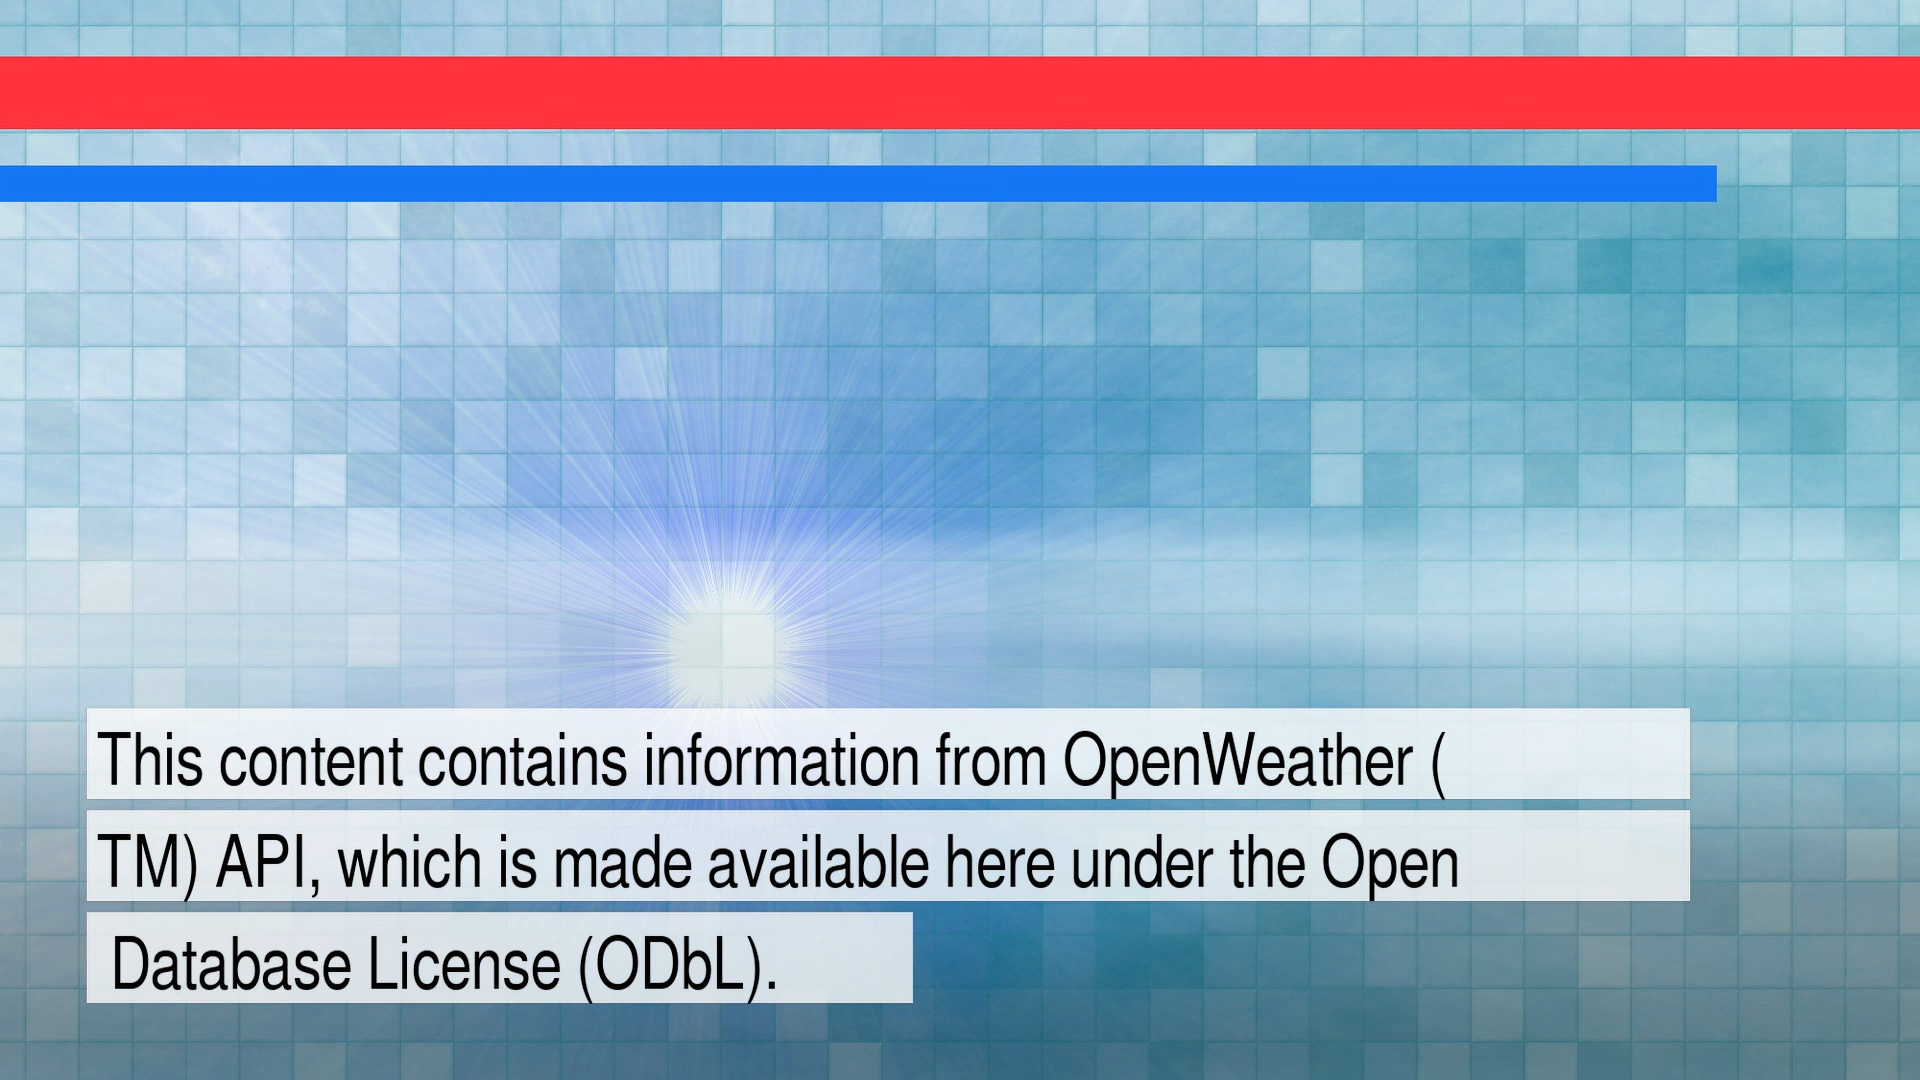 This content contains information from OpenWeather (
TM) API, which is made available here under the Open
Database License (ODbL).